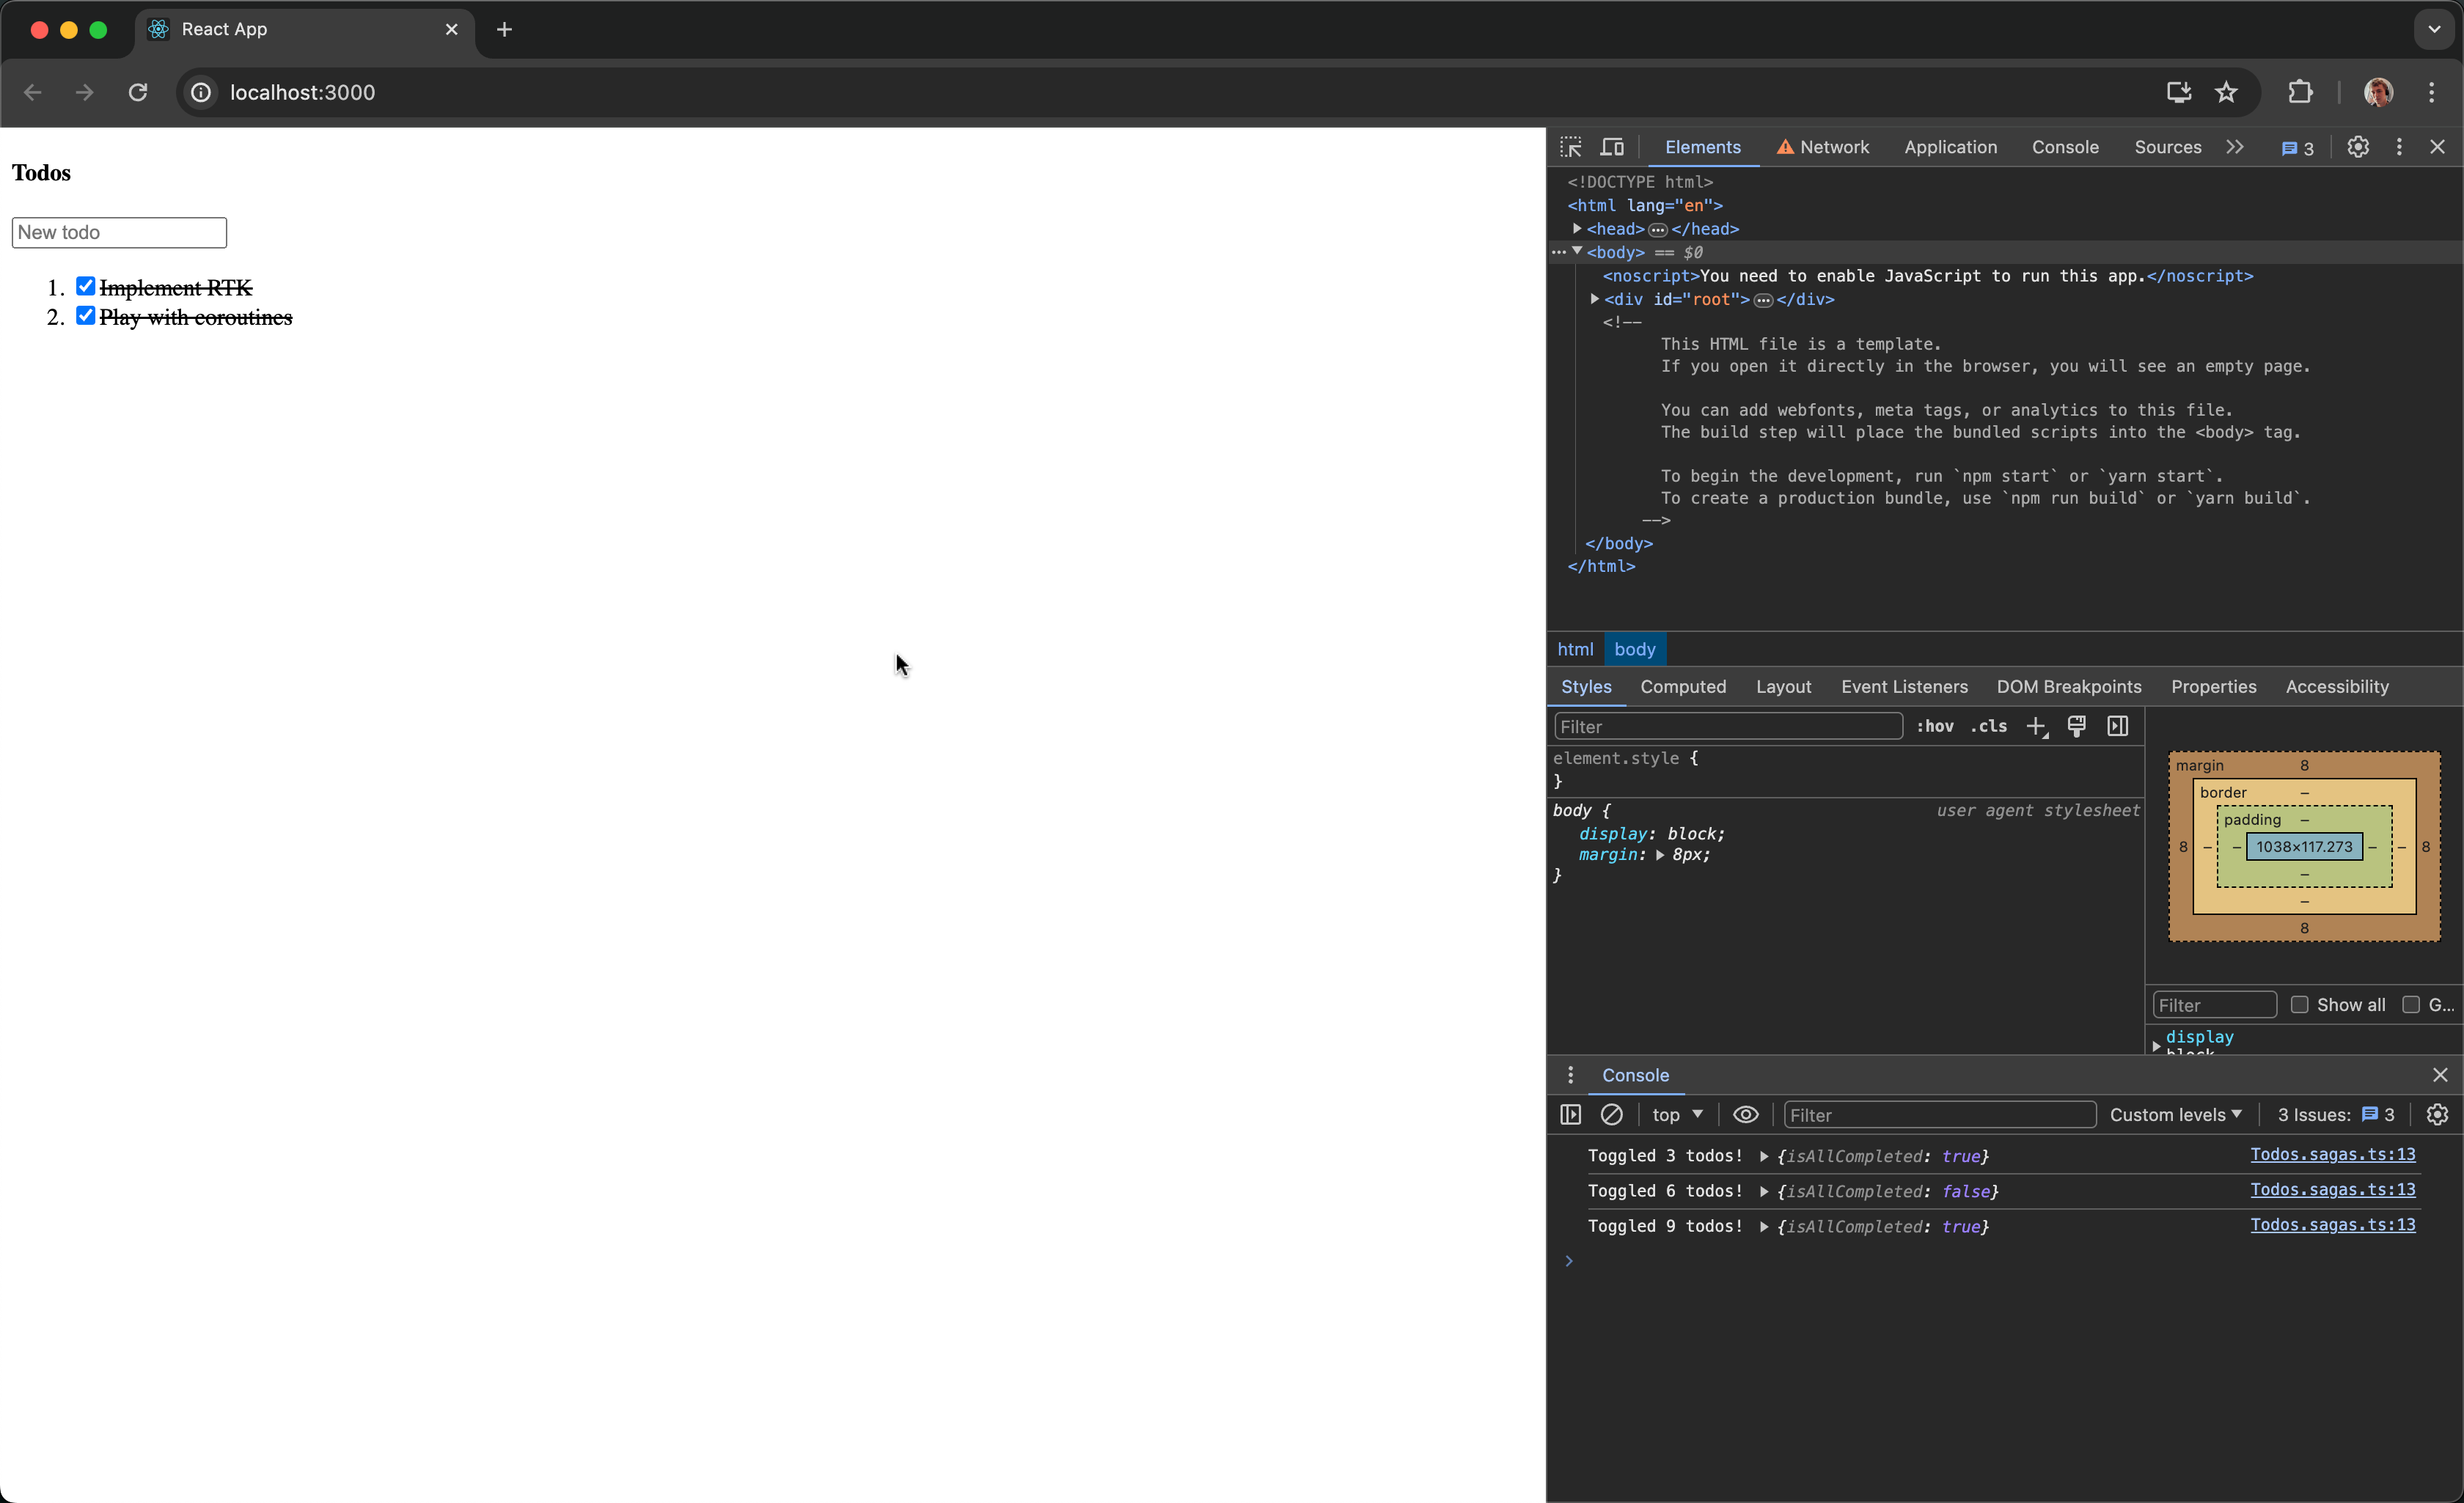 React App
localhost:3000
Todos
New todo
1. Implement RTK
2. Play with coroutines
Elements Network Application Console Sources 3
<!DOCTYPE html>
<html lang="en">
<head> </head>
<body> == $0
<noscript>You need to enable JavaScript to run this app.</noscript>
<div id="root"> </div>
<!--
This HTML file is a template.
If you open it directly in the browser, you will see an empty page.
You can add webfonts, meta tags, or analytics to this file.
The build step will place the bundled scripts into the <body> tag.
To begin the development, run `npm start` or `yarn start`.
To create a production bundle, use `npm run build` or `yarn build`.
-->
</body>
</html>
html body
Styles Computed Layout Event Listeners DOM Breakpoints Properties Accessibility
Filter :hov .cls
element.style {
}
body { user agent stylesheet
display: block;
margin: 8px;
}
margin 8
border –
padding –
8 – – 1038×117.273 – – 8
–
–
8
Filter Show all G...
display
block
Console
top Filter Custom levels 3 Issues: 3
Toggled 3 todos! {isAllCompleted: true} Todos.sagas.ts:13
Toggled 6 todos! {isAllCompleted: false} Todos.sagas.ts:13
Toggled 9 todos! {isAllCompleted: true} Todos.sagas.ts:13